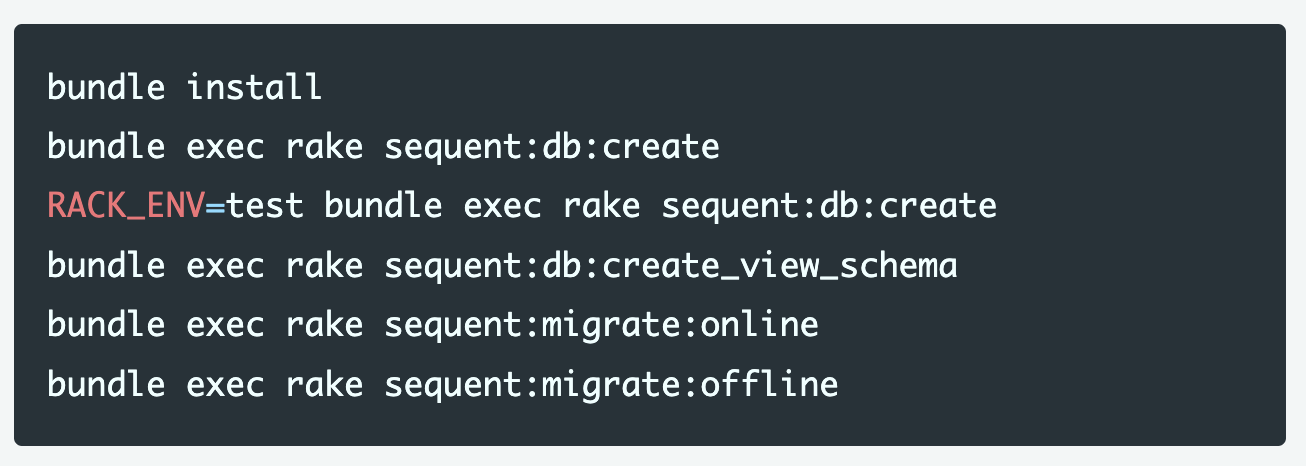 bundle install
bundle exec rake sequent:db:create
RACK_ENV=test bundle exec rake sequent:db:create
bundle exec rake sequent:db:create_view_schema
bundle exec rake sequent:migrate:online
bundle exec rake sequent:migrate:offline